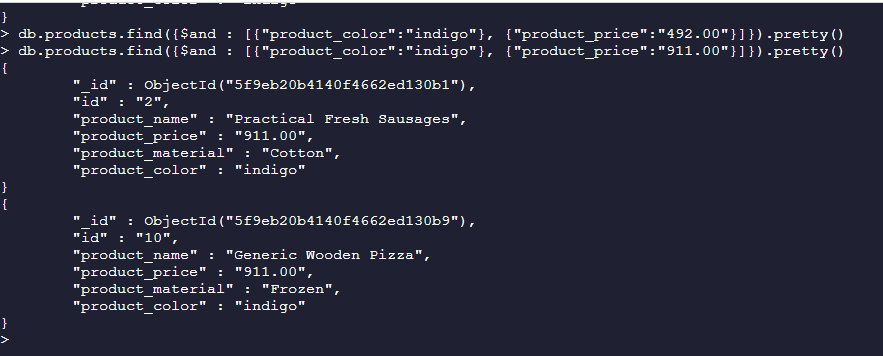 }
> db.products.find({$and : [{"product_color":"indigo"}, {"product_price":"492.00"}]}).pretty()
> db.products.find({$and : [{"product_color":"indigo"}, {"product_price":"911.00"}]}).pretty()
{
"_id" : ObjectId("5f9eb20b4140f4662ed130b1"),
"id" : "2",
"product_name" : "Practical Fresh Sausages",
"product_price" : "911.00",
"product_material" : "Cotton",
"product_color" : "indigo"
}
{
"_id" : ObjectId("5f9eb20b4140f4662ed130b9"),
"id" : "10",
"product_name" : "Generic Wooden Pizza",
"product_price" : "911.00",
"product_material" : "Frozen",
"product_color" : "indigo"
}
>